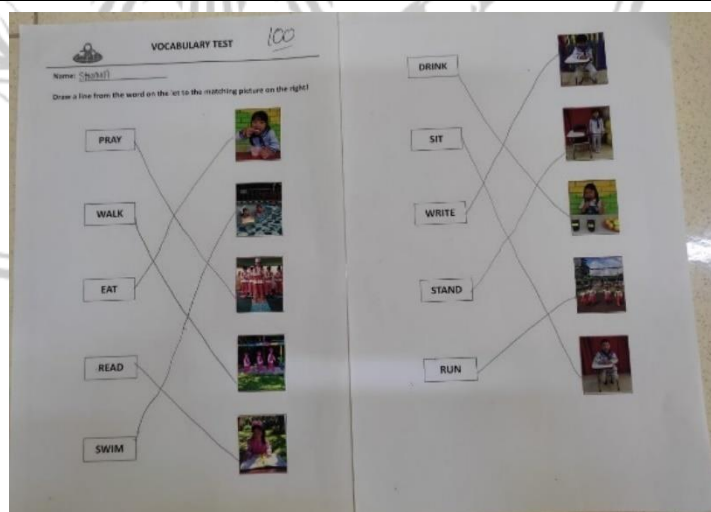 VOCABULARY TEST
100
Name:
Draw a line from the word on the let to the matching picture on the right!
PRAY
WALK
EAT
READ
SWIM
DRINK
SIT
WRITE
STAND
RUN